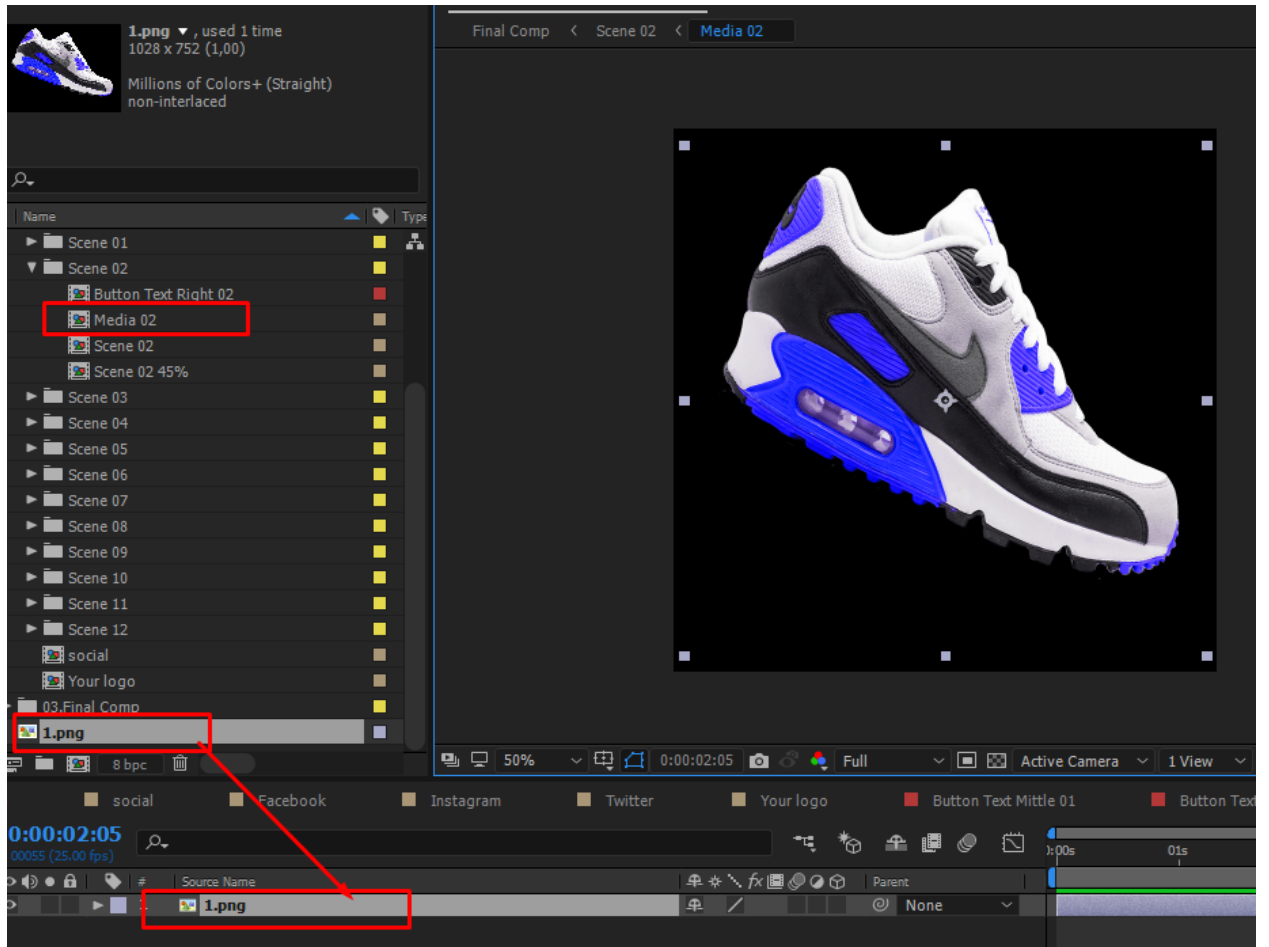 1.png ▼ , used 1 time
1028 x 752 (1,00)
Millions of Colors+ (Straight)
non-interlaced
Final Comp < Scene 02 < Media 02
Name Type
Scene 01
Scene 02
Button Text Right 02
Media 02
Scene 02
Scene 02 45%
Scene 03
Scene 04
Scene 05
Scene 06
Scene 07
Scene 08
Scene 09
Scene 10
Scene 11
Scene 12
social
Your logo
03.Final Comp
1.png
8 bpc
50% 0:00:02:05 Full Active Camera 1 View
social Facebook Instagram Twitter Your logo Button Text Mittle 01 Button Text
0:00:02:05
00055 (25.00 fps)
):00s 01s
# Source Name fx Parent
1 1.png None